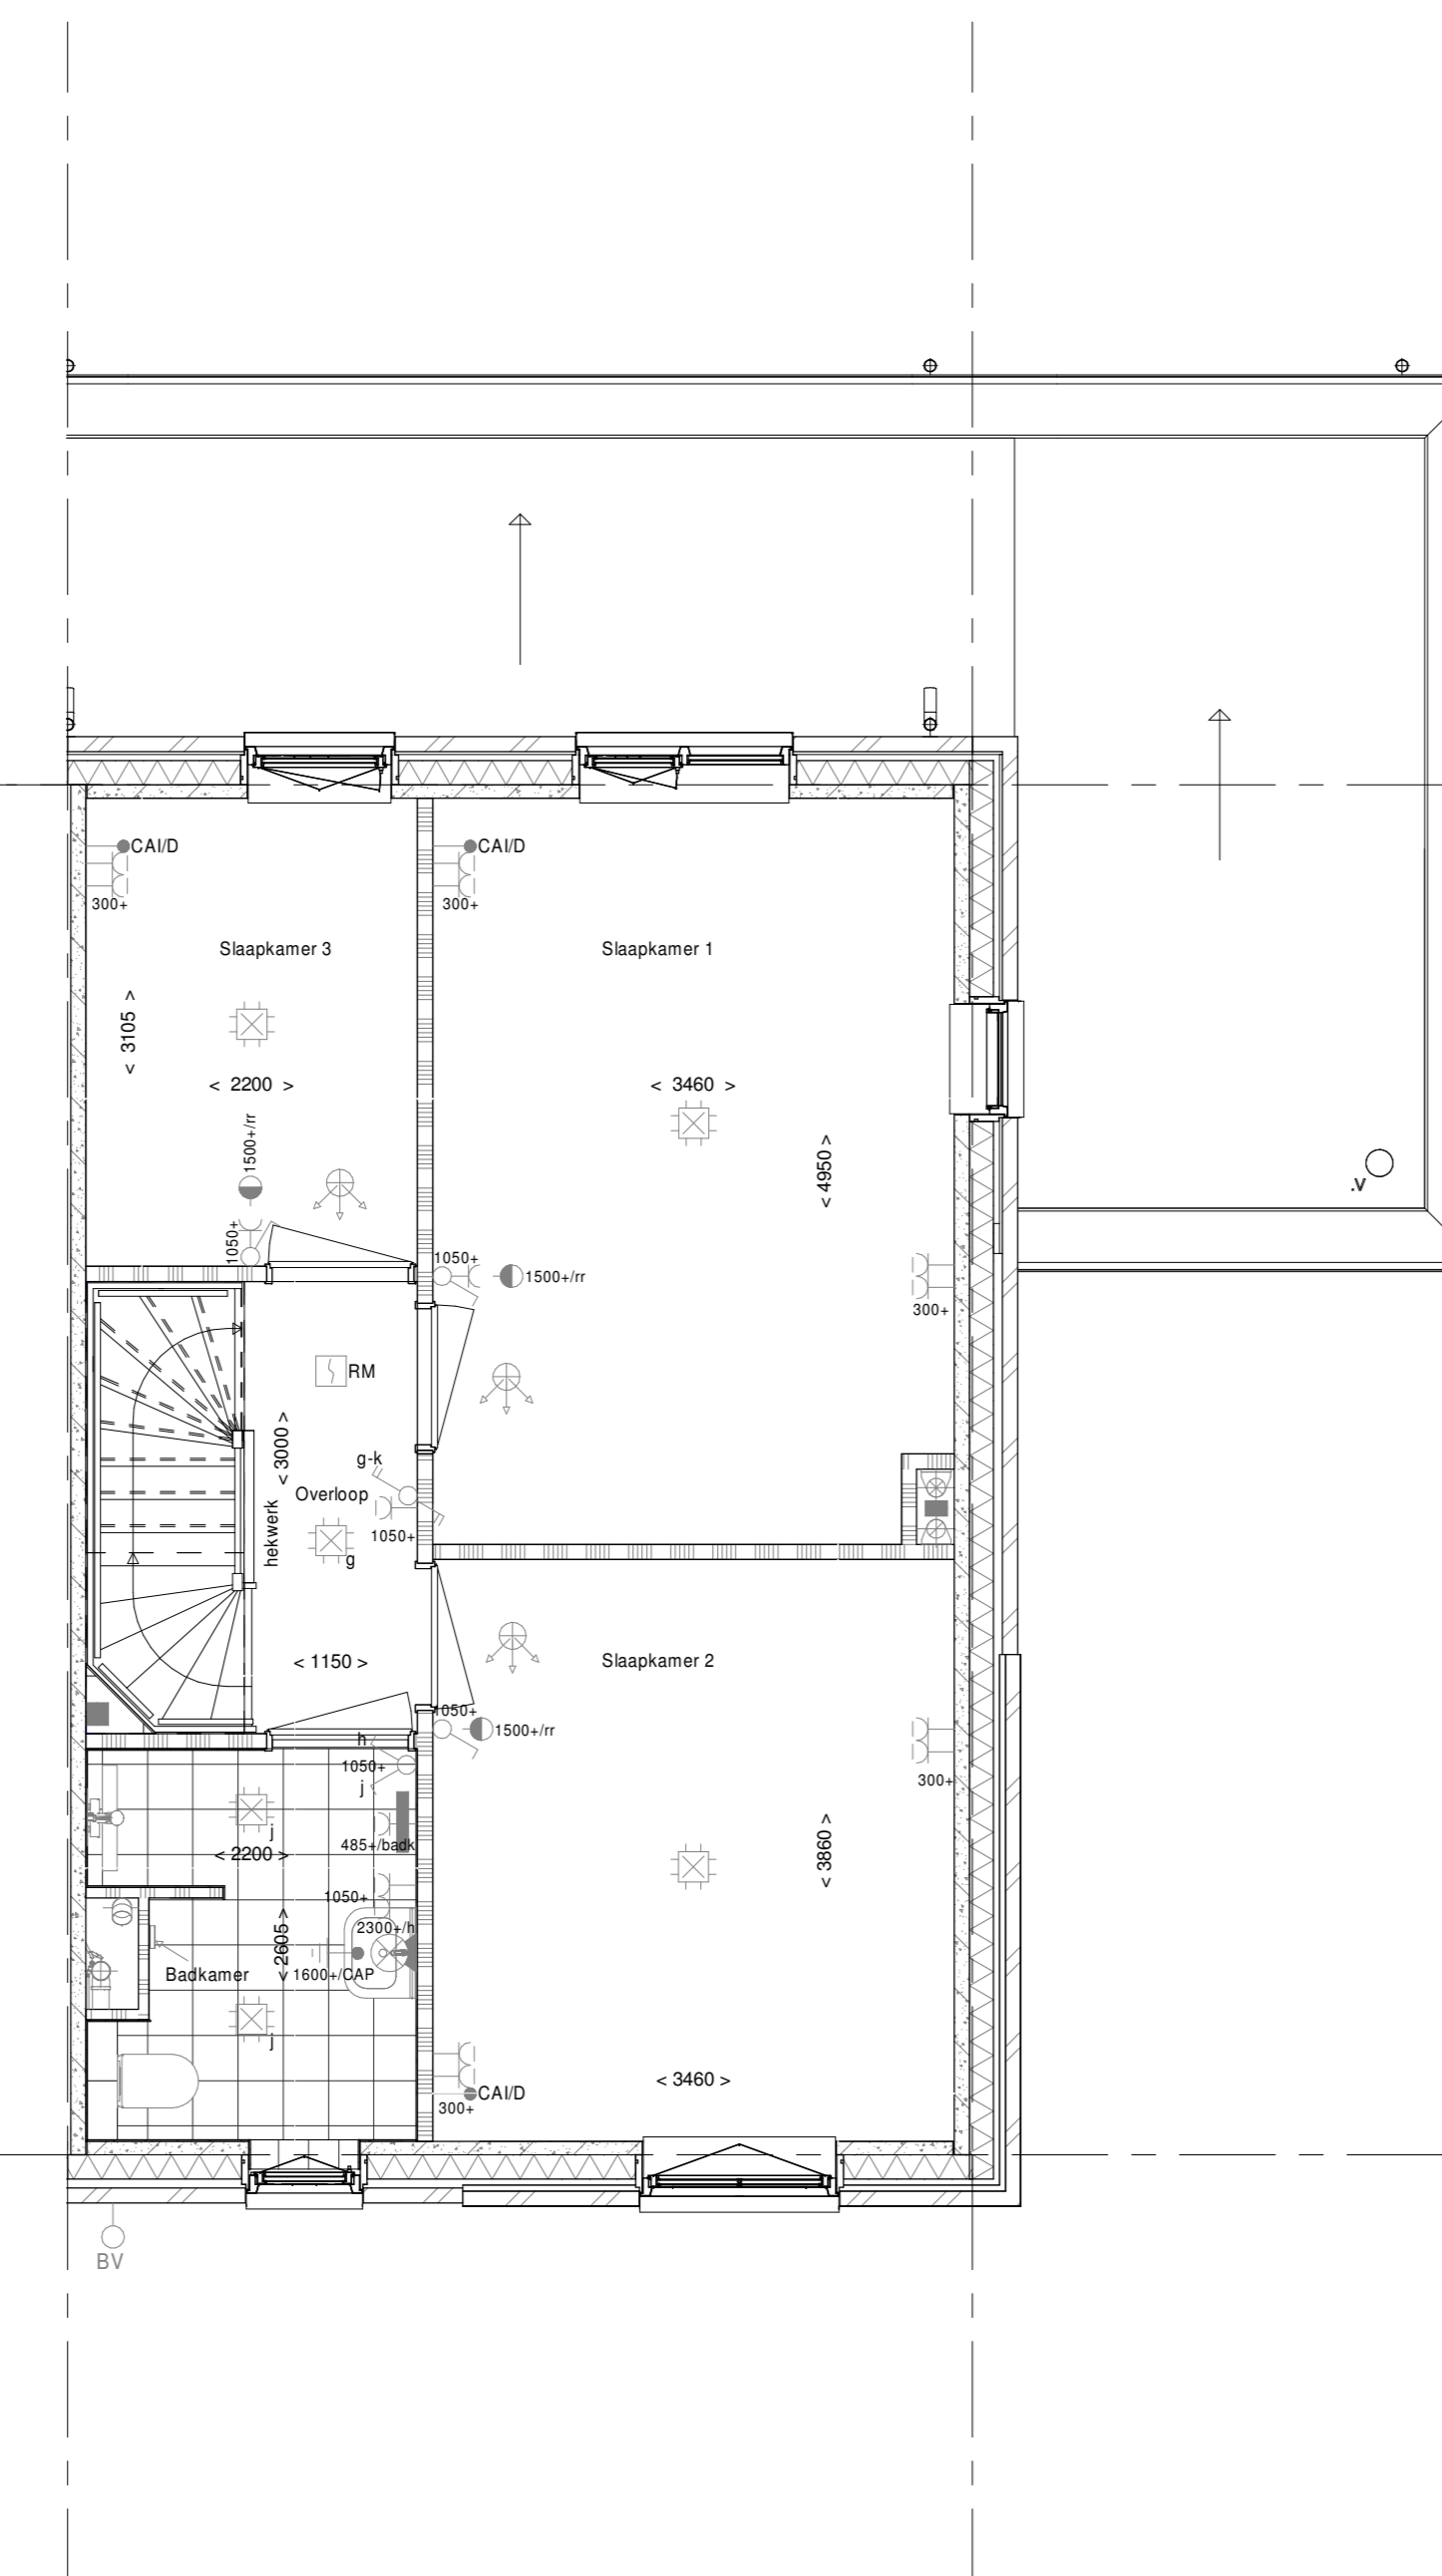 CAI/D
CAI/D
300+
300+
Slaapkamer 3
Slaapkamer 1
< 3105 >
< 2200 >
< 3460 >
1500+/rr
< 4950 >
.V
1050+
1050+
1500+/rr
300+
RM
< 3000 >
g-k
Overloop
hekwerk
1050+
g
< 1150 >
Slaapkamer 2
1050+
1500+/rr
h
1050+
j
300+
j
485+/badk
< 2200 >
< 3860 >
1050+
2300+/h
< 2605 >
Badkamer
1600+/CAP
j
< 3460 >
CAI/D
300+
BV